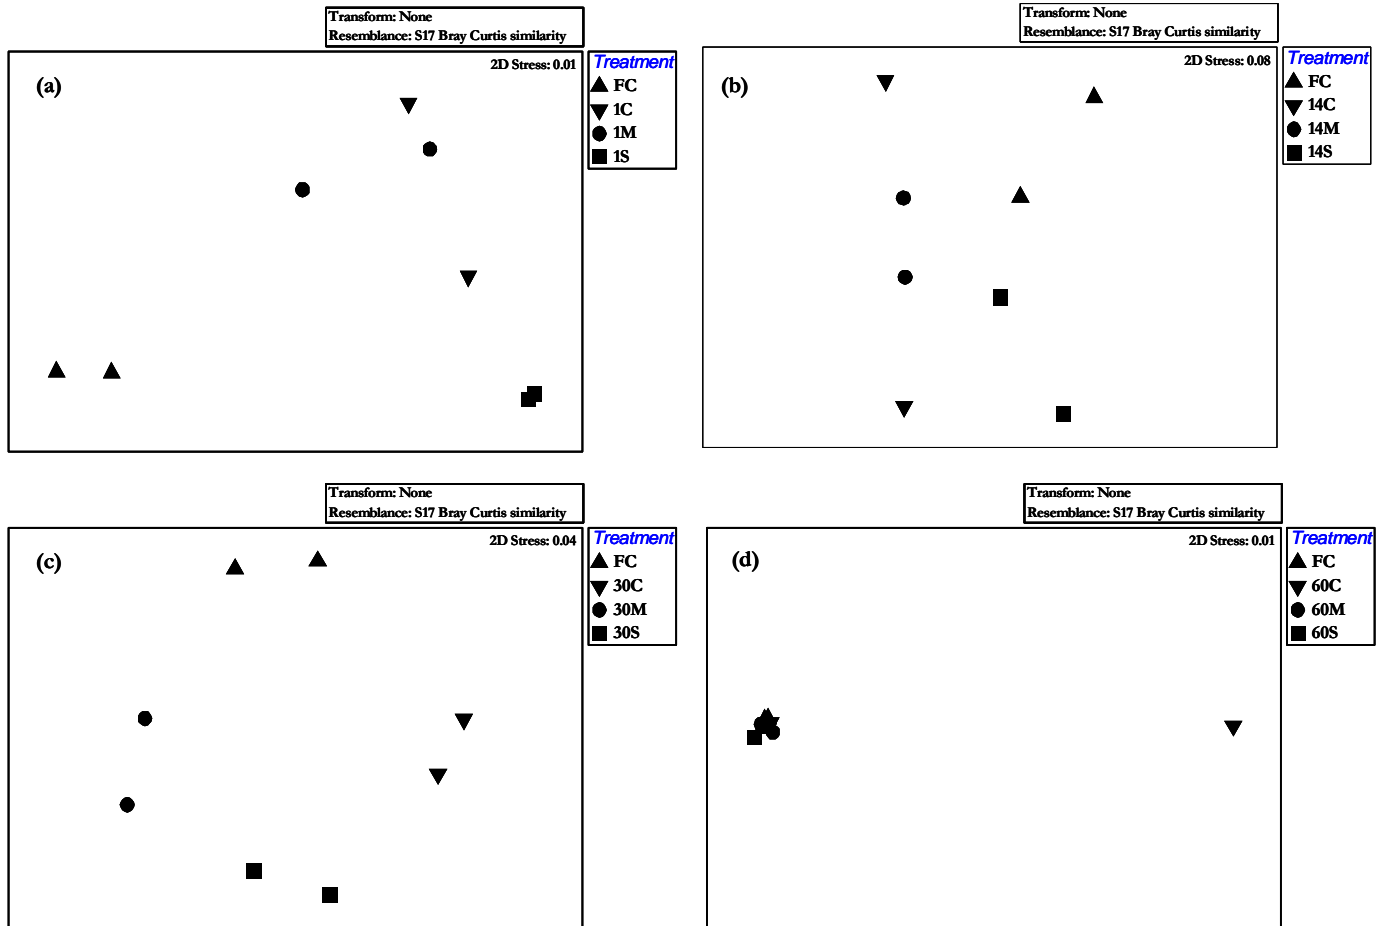 Transform: None
Resemblance: S17 Bray Curtis similarity
(a)
2D Stress: 0.01
Treatment
FC
1C
1M
1S
Transform: None
Resemblance: S17 Bray Curtis similarity
(b)
2D Stress: 0.08
Treatment
FC
14C
14M
14S
Transform: None
Resemblance: S17 Bray Curtis similarity
(c)
2D Stress: 0.04
Treatment
FC
30C
30M
30S
Transform: None
Resemblance: S17 Bray Curtis similarity
(d)
2D Stress: 0.01
Treatment
FC
60C
60M
60S